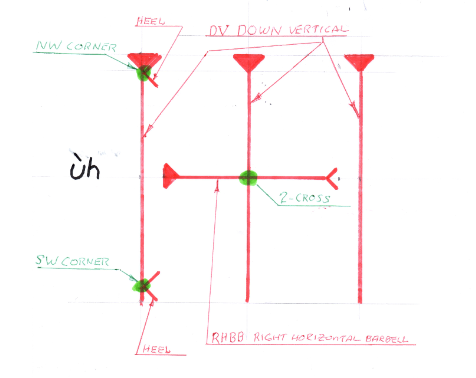 HEEL
DV DOWN VERTICAL
NW CORNER
ùh
2-CROSS
SW CORNER
RHBB RIGHT HORIZONTAL BARBELL
HEEL